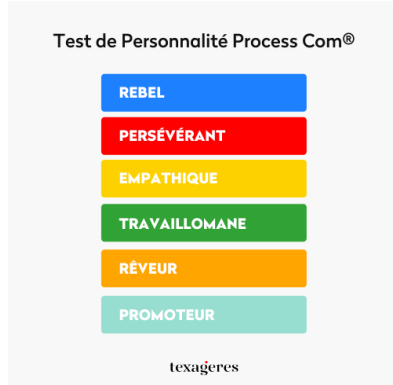 Test de Personnalité Process Com®
REBEL
PERSÉVÉRANT
EMPATHIQUE
TRAVAILLOMANE
RÊVEUR
PROMOTEUR
texageres